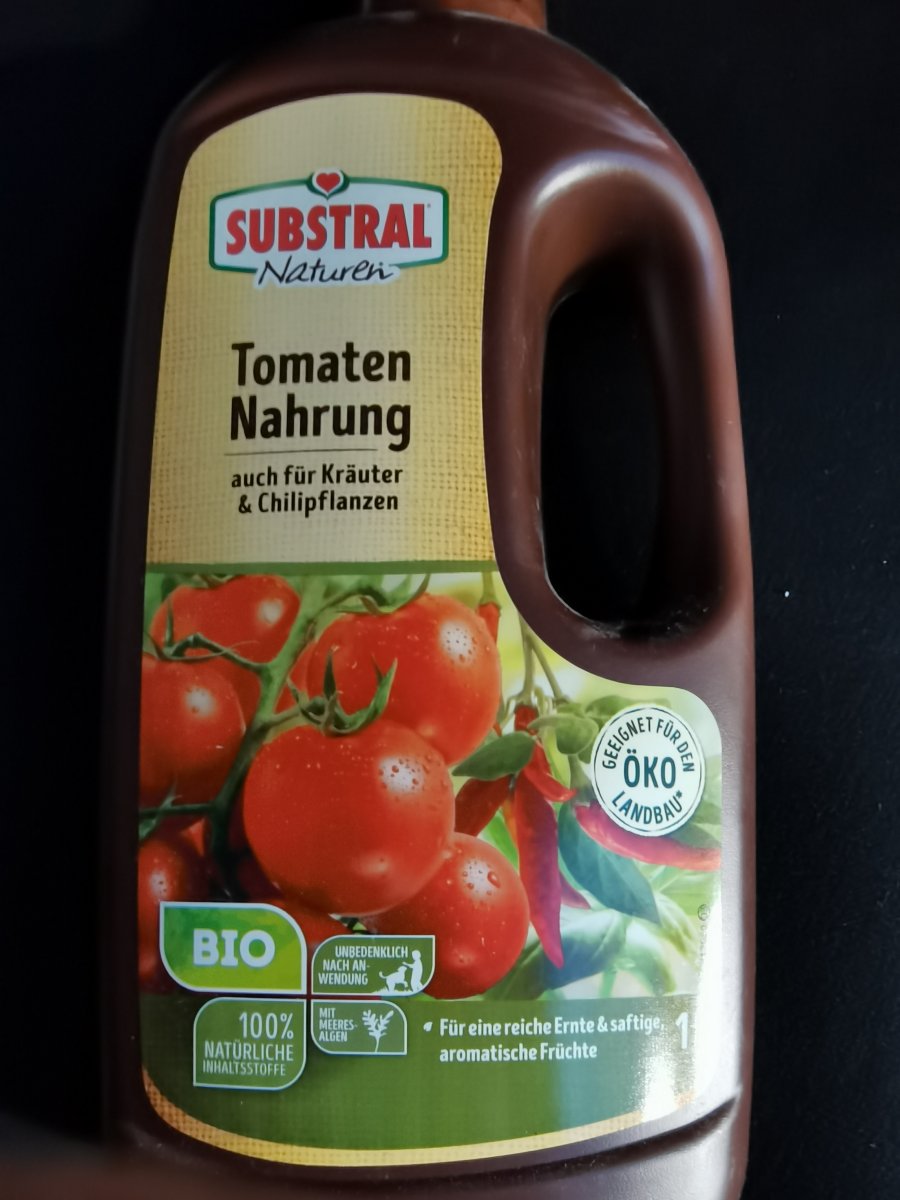 SUBSTRAL
Naturen
Tomaten
Nahrung
auch für Kräuter
& Chilipflanzen
GEEIGNET FÜR DEN
ÖKO
LANDBAU*
BIO
UNBEDENKLICH
NACH AN-
WENDUNG
100%
NATÜRLICHE
INHALTSSTOFFE
MIT
MEERES-
ALGEN
Für eine reiche Ernte & saftige,
aromatische Früchte
1